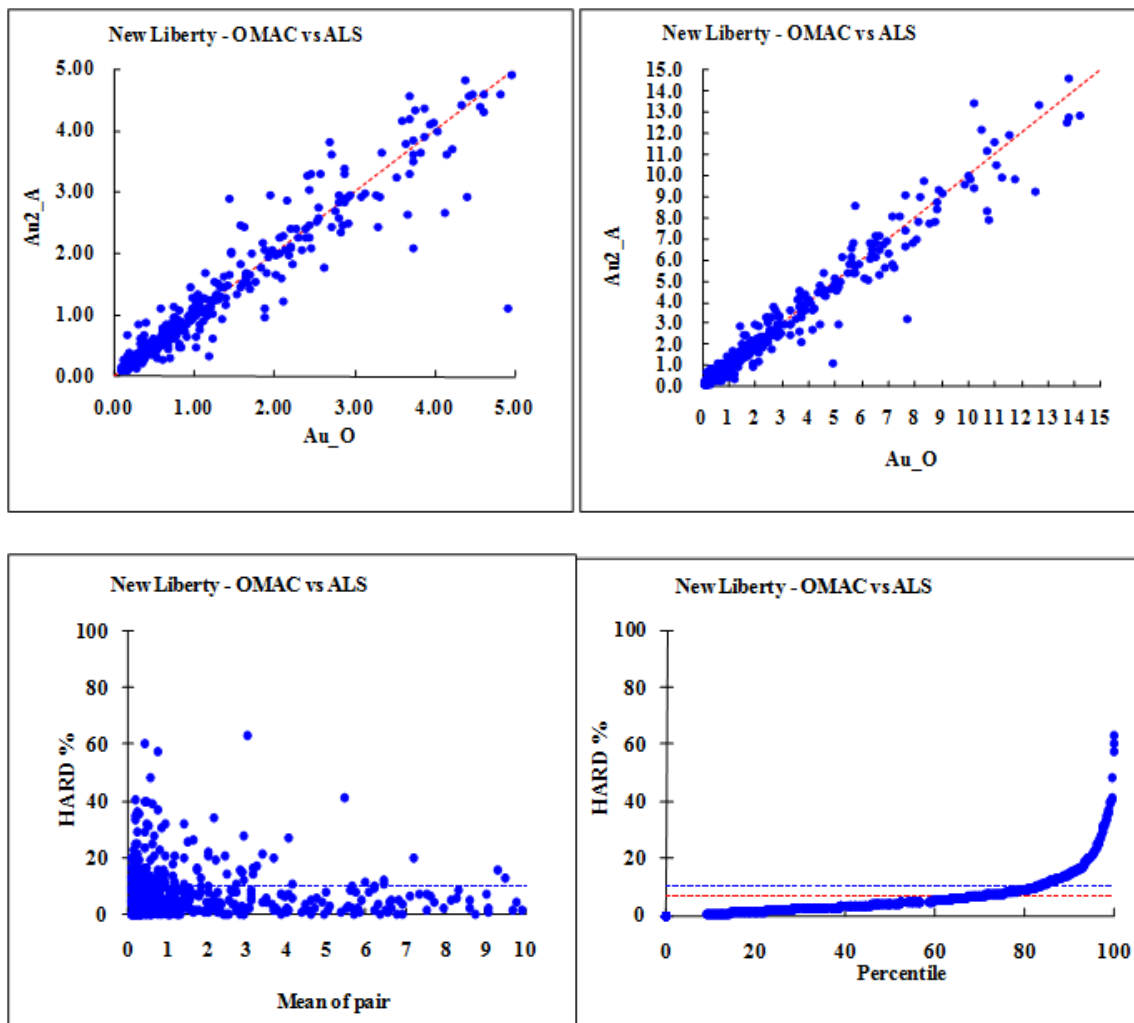 New Liberty - OMAC vs ALS
5.00
4.00
3.00
2.00
1.00
0.00
Au2_A
0.00 1.00 2.00 3.00 4.00 5.00
Au_O
New Liberty - OMAC vs ALS
15.0
14.0
13.0
12.0
11.0
10.0
9.0
8.0
7.0
6.0
5.0
4.0
3.0
2.0
1.0
0.0
Au2_A
0 1 2 3 4 5 6 7 8 9 10 11 12 13 14 15
Au_O
New Liberty - OMAC vs ALS
100
80
60
40
20
0
HARD %
0 1 2 3 4 5 6 7 8 9 10
Mean of pair
New Liberty - OMAC vs ALS
100
80
60
40
20
0
HARD %
0 20 40 60 80 100
Percentile